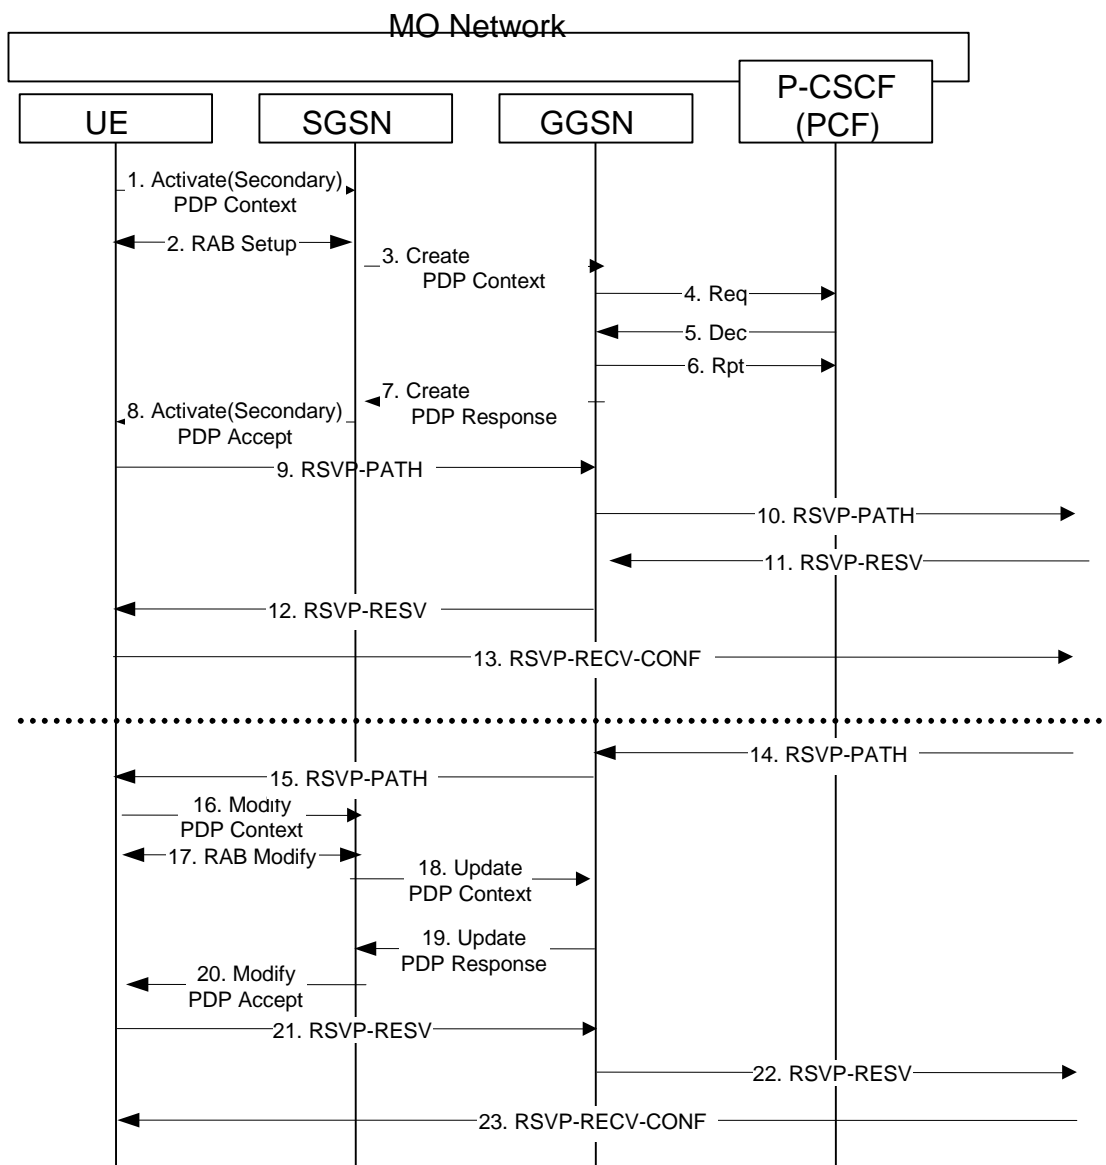 MO Network
P-CSCF
(PCF)
UE
SGSN
GGSN
1. Activate(Secondary)
PDP Context
2. RAB Setup
3. Create
PDP Context
4. Req
5. Dec
6. Rpt
7. Create
PDP Response
8. Activate(Secondary)
PDP Accept
9. RSVP-PATH
10. RSVP-PATH
11. RSVP-RESV
12. RSVP-RESV
13. RSVP-RECV-CONF
14. RSVP-PATH
15. RSVP-PATH
16. Modify
PDP Context
17. RAB Modify
18. Update
PDP Context
19. Update
PDP Response
20. Modify
PDP Accept
21. RSVP-RESV
22. RSVP-RESV
23. RSVP-RECV-CONF